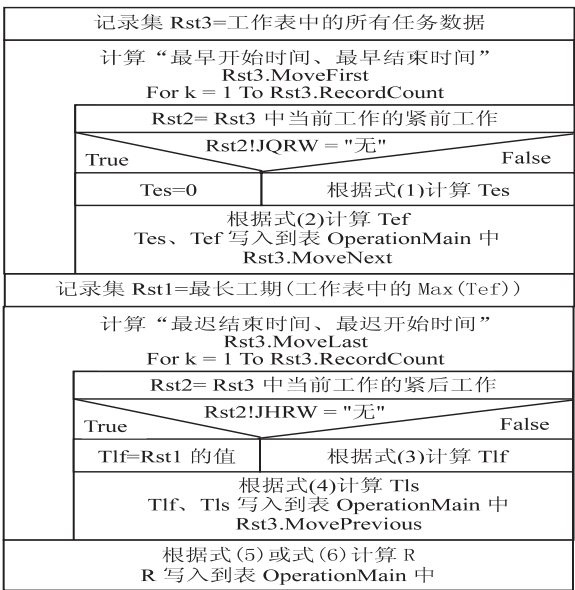 记录集 Rst3=工作表中的所有任务数据
计算“最早开始时间、最早结束时间”
Rst3.MoveFirst
For k = 1 To Rst3.RecordCount
Rst2= Rst3 中当前工作的紧前工作
Rst2!JQRW = "无"
True
False
Tes=0
根据式(1)计算 Tes
根据式(2)计算 Tef
Tes、Tef 写入到表 OperationMain 中
Rst3.MoveNext
记录集 Rst1=最长工期(工作表中的 Max(Tef))
计算“最迟结束时间、最迟开始时间”
Rst3.MoveLast
For k = 1 To Rst3.RecordCount
Rst2= Rst3 中当前工作的紧后工作
Rst2!JHRW = "无"
True
False
Tlf=Rst1 的值
根据式(3)计算 Tlf
根据式(4)计算 Tls
Tlf、Tls 写入到表 OperationMain 中
Rst3.MovePrevious
根据式(5)或式(6)计算 R
R 写入到表 OperationMain 中